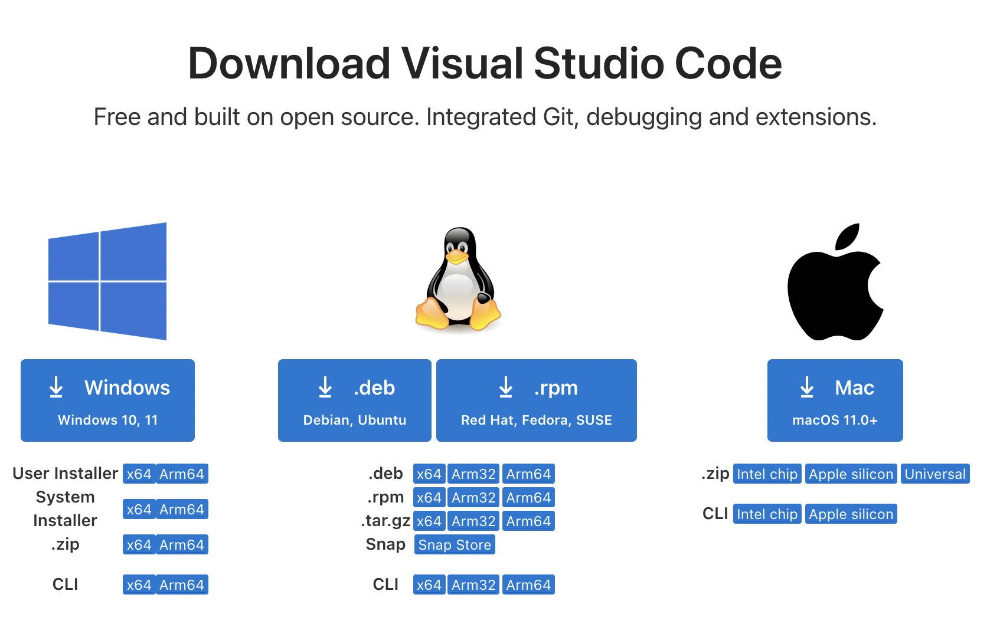 Download Visual Studio Code
Free and built on open source. Integrated Git, debugging and extensions.
Windows
Windows 10, 11
User Installer x64 Arm64
System
Installer x64 Arm64
.zip x64 Arm64
CLI x64 Arm64
.deb
Debian, Ubuntu
.rpm
Red Hat, Fedora, SUSE
.deb x64 Arm32 Arm64
.rpm x64 Arm32 Arm64
.tar.gz x64 Arm32 Arm64
Snap Snap Store
CLI x64 Arm32 Arm64
Mac
macOS 11.0+
.zip Intel chip Apple silicon Universal
CLI Intel chip Apple silicon